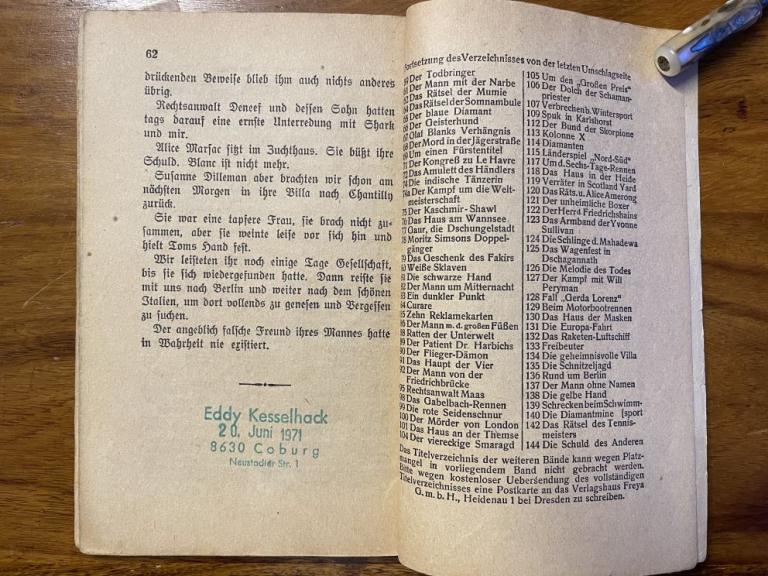 62
drückenden Beweise blieb ihm auch nichts anderes
übrig.
Rechtsanwalt Deneef und dessen Sohn hatten
tags darauf eine ernste Unterredung mit Shark
und mir.
Alice Marsac sitzt im Zuchthaus. Sie büßt ihre
Schuld. Blanc ist nicht mehr.
Susanne Dilleman aber brachten wir schon am
nächsten Morgen in ihre Villa nach Chantilly
zurück.
Sie war eine tapfere Frau, sie brach nicht zu-
sammen, aber sie weinte leise vor sich hin und
hielt Toms Hand fest.
Wir leisteten ihr noch einige Tage Gesellschaft,
bis sie sich wiedergefunden hatte. Dann reiste sie
mit uns nach Berlin und weiter nach dem schönen
Italien, um dort vollends zu genesen und Vergessen
zu suchen.
Der angeblich falsche Freund ihres Mannes hatte
in Wahrheit nie existiert.
Eddy Kesselhack
20. Juni 1971
8630 Coburg
Neustadter Str. 1
Fortsetzung des Verzeichnisses von der letzten Umschlagseite
Der Todbringer
Der Mann mit der Narbe
Das Rätsel der Mumie
Das Rätsel der Somnambule
Der blaue Diamant
Der Geisterhund
Olaf Blanks Verhängnis
Der Mord in der Jägerstraße
Um einen Fürstentitel
Der Kongreß zu Le Havre
Das Amulett des Händlers
Die indische Tänzerin
Der Kampf um die Welt-
meisterschaft
Der Kaschmir-Shawl
Das Haus am Wannsee
Gaur, die Dschungelstadt
Moritz Simsons Doppel-
gänger
Das Geschenk des Fakirs
Weiße Sklaven
Die schwarze Hand
Der Mann um Mitternacht
Ein dunkler Punkt
Curare
Zehn Reklamekarten
Der Mann m. d. großen Füßen
Ratten der Unterwelt
Der Patient Dr. Harbichs
Der Flieger-Dämon
Das Haupt der Vier
Der Mann von der
Friedrichbrücke
Rechtsanwalt Maas
Das Gabelbach-Rennen
Die rote Seidenschnur
100 Der Mörder von London
101 Das Haus an der Themse
104 Der viereckige Smaragd
105 Um den „Großen Preis"
106 Der Dolch der Schaman-
priester
107 Verbrechen b. Wintersport
109 Spuk in Karlshorst
112 Der Bund der Skorpione
113 Kolonne X
114 Diamanten
115 Länderspiel „Nord-Süd"
117 Um d. Sechs-Tage-Rennen
118 Das Haus in der Heide
119 Verräter in Scotland Yard
120 Das Räts. u. Alice Amerong
121 Der unheimliche Boxer
122 Der Herr d. Friedrichshains
123 Das Armband der Yvonne
Sullivan
124 Die Schlinge d. Mahadewa
125 Das Wagenfest in
Dschagannath
126 Die Melodie des Todes
127 Der Kampf mit Will
Peryman
128 Fall „Gerda Lorenz"
129 Beim Motorbootrennen
130 Das Haus der Masken
131 Die Europa-Fahrt
132 Das Raketen-Luftschiff
133 Freibeuter
134 Die geheimnisvolle Villa
135 Die Schnitzeljagd
136 Rund um Berlin
137 Der Mann ohne Namen
138 Die gelbe Hand
139 Schrecken beim Schwimm-
140 Die Diamantmine [sport
142 Das Rätsel des Tennis-
meisters
144 Die Schuld des Anderen
Das Titelverzeichnis der weiteren Bände kann wegen Platz-
mangel in vorliegendem Band nicht gebracht werden.
Bitte wegen kostenloser Uebersendung des vollständigen
Titelverzeichnisses eine Postkarte an das Verlagshaus Freya
G. m. b. H., Heidenau 1 bei Dresden zu schreiben.